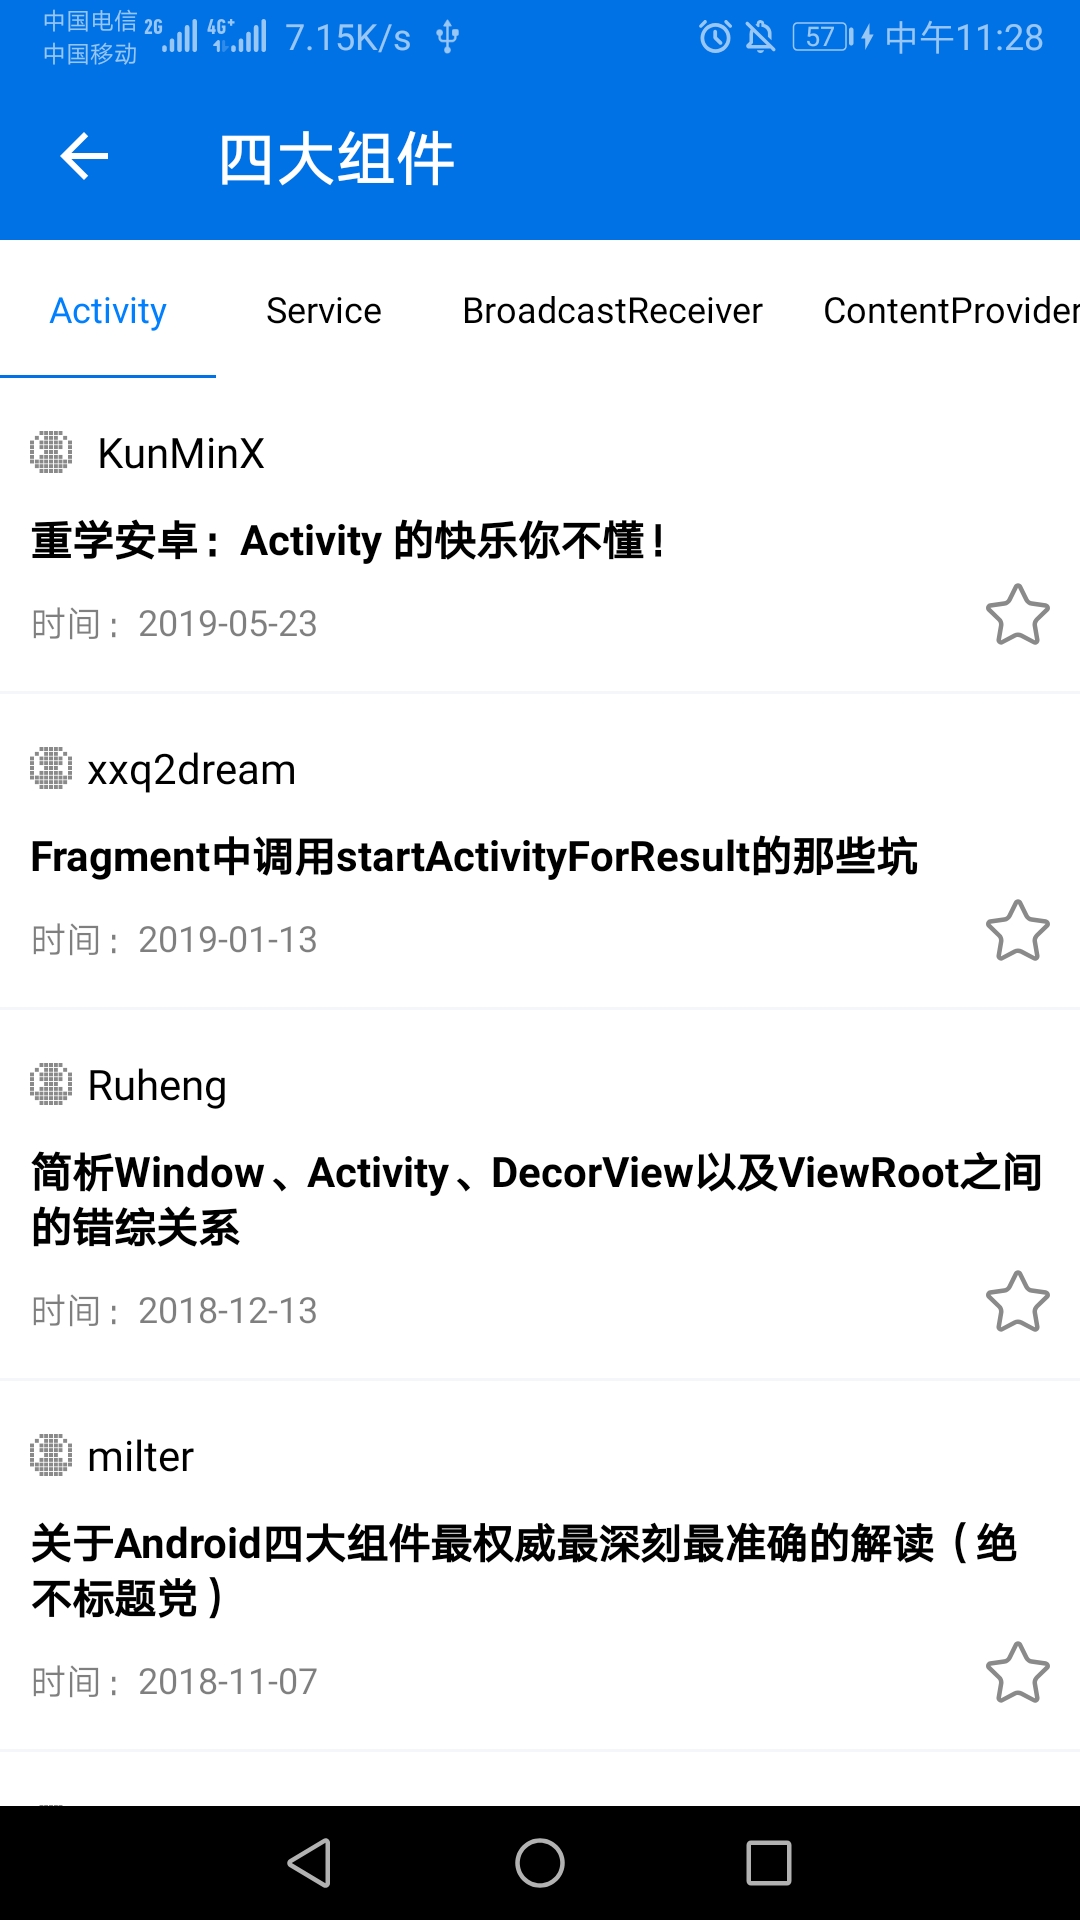 中国电信 2G 4G+ 7.15K/s 57 中午11:28
中国移动
四大组件
Activity Service BroadcastReceiver ContentProvider
KunMinX
重学安卓：Activity 的快乐你不懂！
时间：2019-05-23
xxq2dream
Fragment中调用startActivityForResult的那些坑
时间：2019-01-13
Ruheng
简析Window、Activity、DecorView以及ViewRoot之间
的错综关系
时间：2018-12-13
milter
关于Android四大组件最权威最深刻最准确的解读（绝
不标题党）
时间：2018-11-07